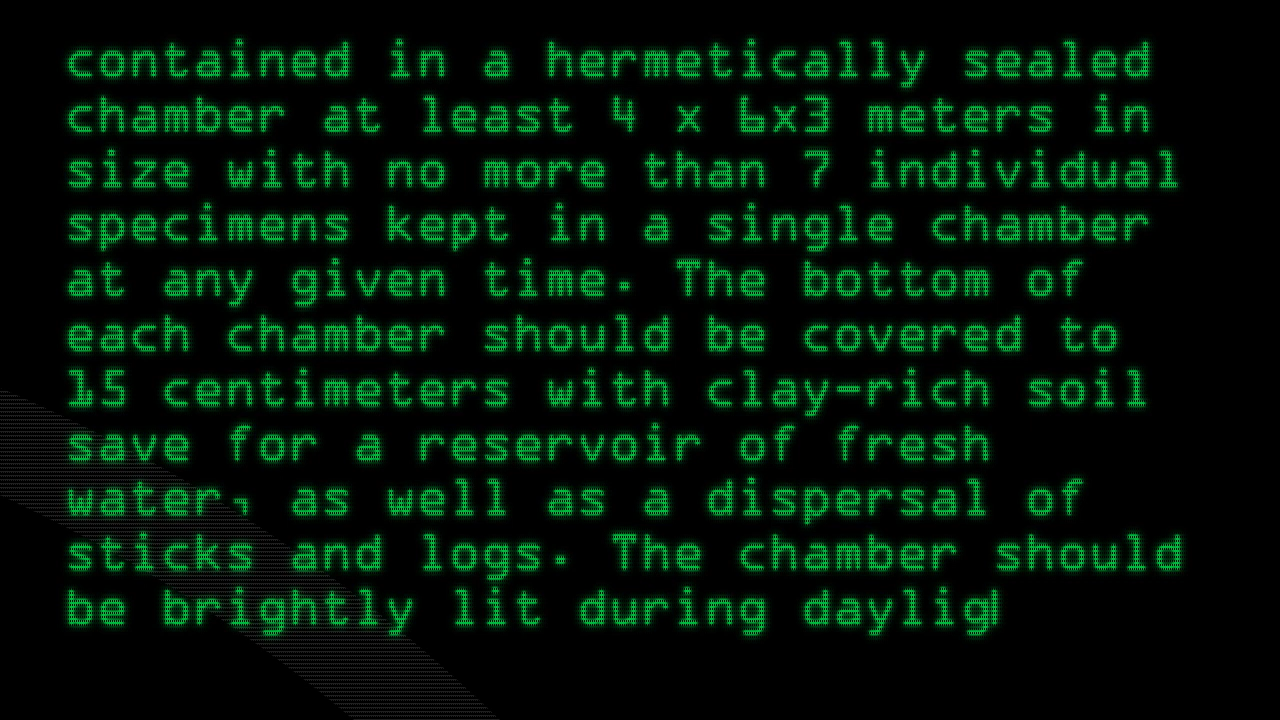 contained in a hermetically sealed
chamber at least 4 x 6x3 meters in
size with no more than 7 individual
specimens kept in a single chamber
at any given time. The bottom of
each chamber should be covered to
15 centimeters with clay-rich soil
save for a reservoir of fresh
water, as well as a dispersal of
sticks and logs. The chamber should
be brightly lit during daylig